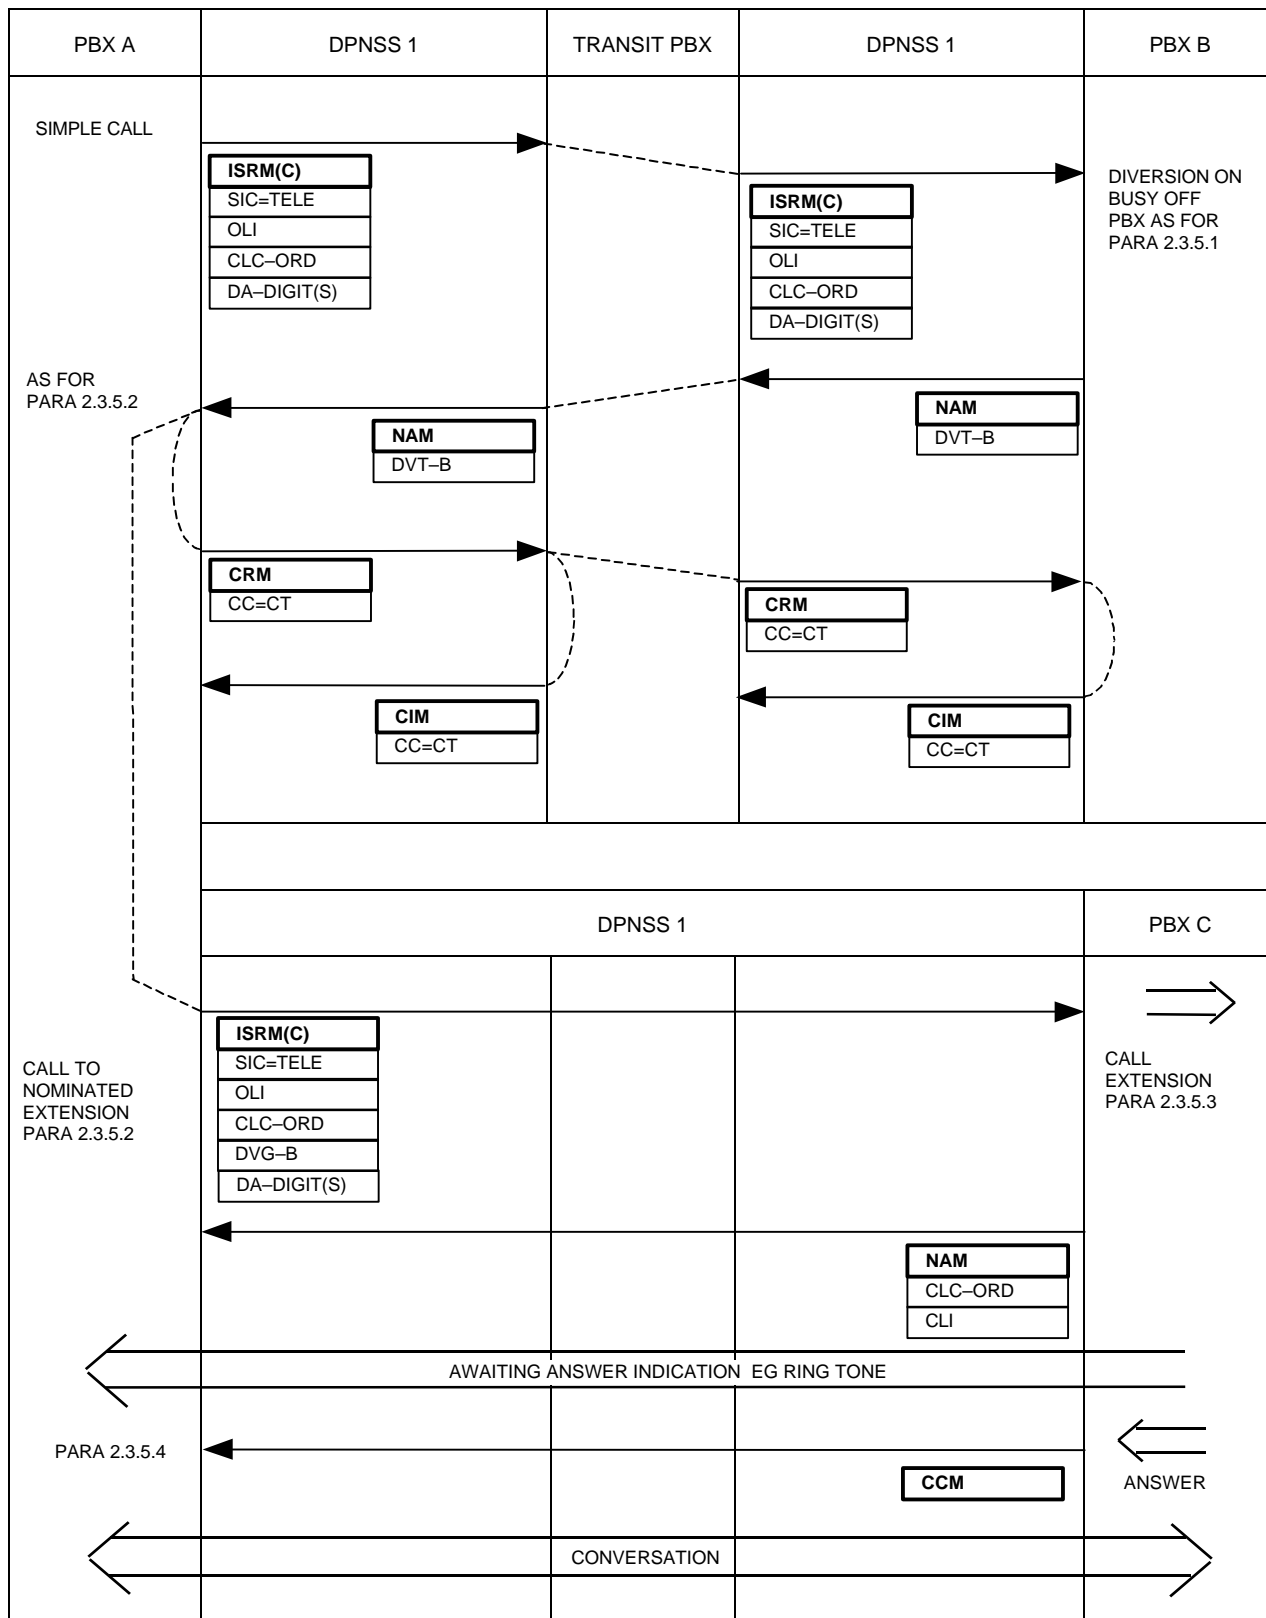 PBX A
DPNSS 1
TRANSIT PBX
DPNSS 1
PBX B
SIMPLE CALL
ISRM(C)
SIC=TELE
OLI
CLC–ORD
DA–DIGIT(S)
ISRM(C)
SIC=TELE
OLI
CLC–ORD
DA–DIGIT(S)
DIVERSION ON
BUSY OFF
PBX AS FOR
PARA 2.3.5.1
AS FOR
PARA 2.3.5.2
NAM
DVT–B
NAM
DVT–B
CRM
CC=CT
CRM
CC=CT
CIM
CC=CT
CIM
CC=CT
DPNSS 1
PBX C
CALL TO
NOMINATED
EXTENSION
PARA 2.3.5.2
ISRM(C)
SIC=TELE
OLI
CLC–ORD
DVG–B
DA–DIGIT(S)
CALL
EXTENSION
PARA 2.3.5.3
NAM
CLC–ORD
CLI
AWAITING ANSWER INDICATION EG RING TONE
PARA 2.3.5.4
CCM
ANSWER
CONVERSATION